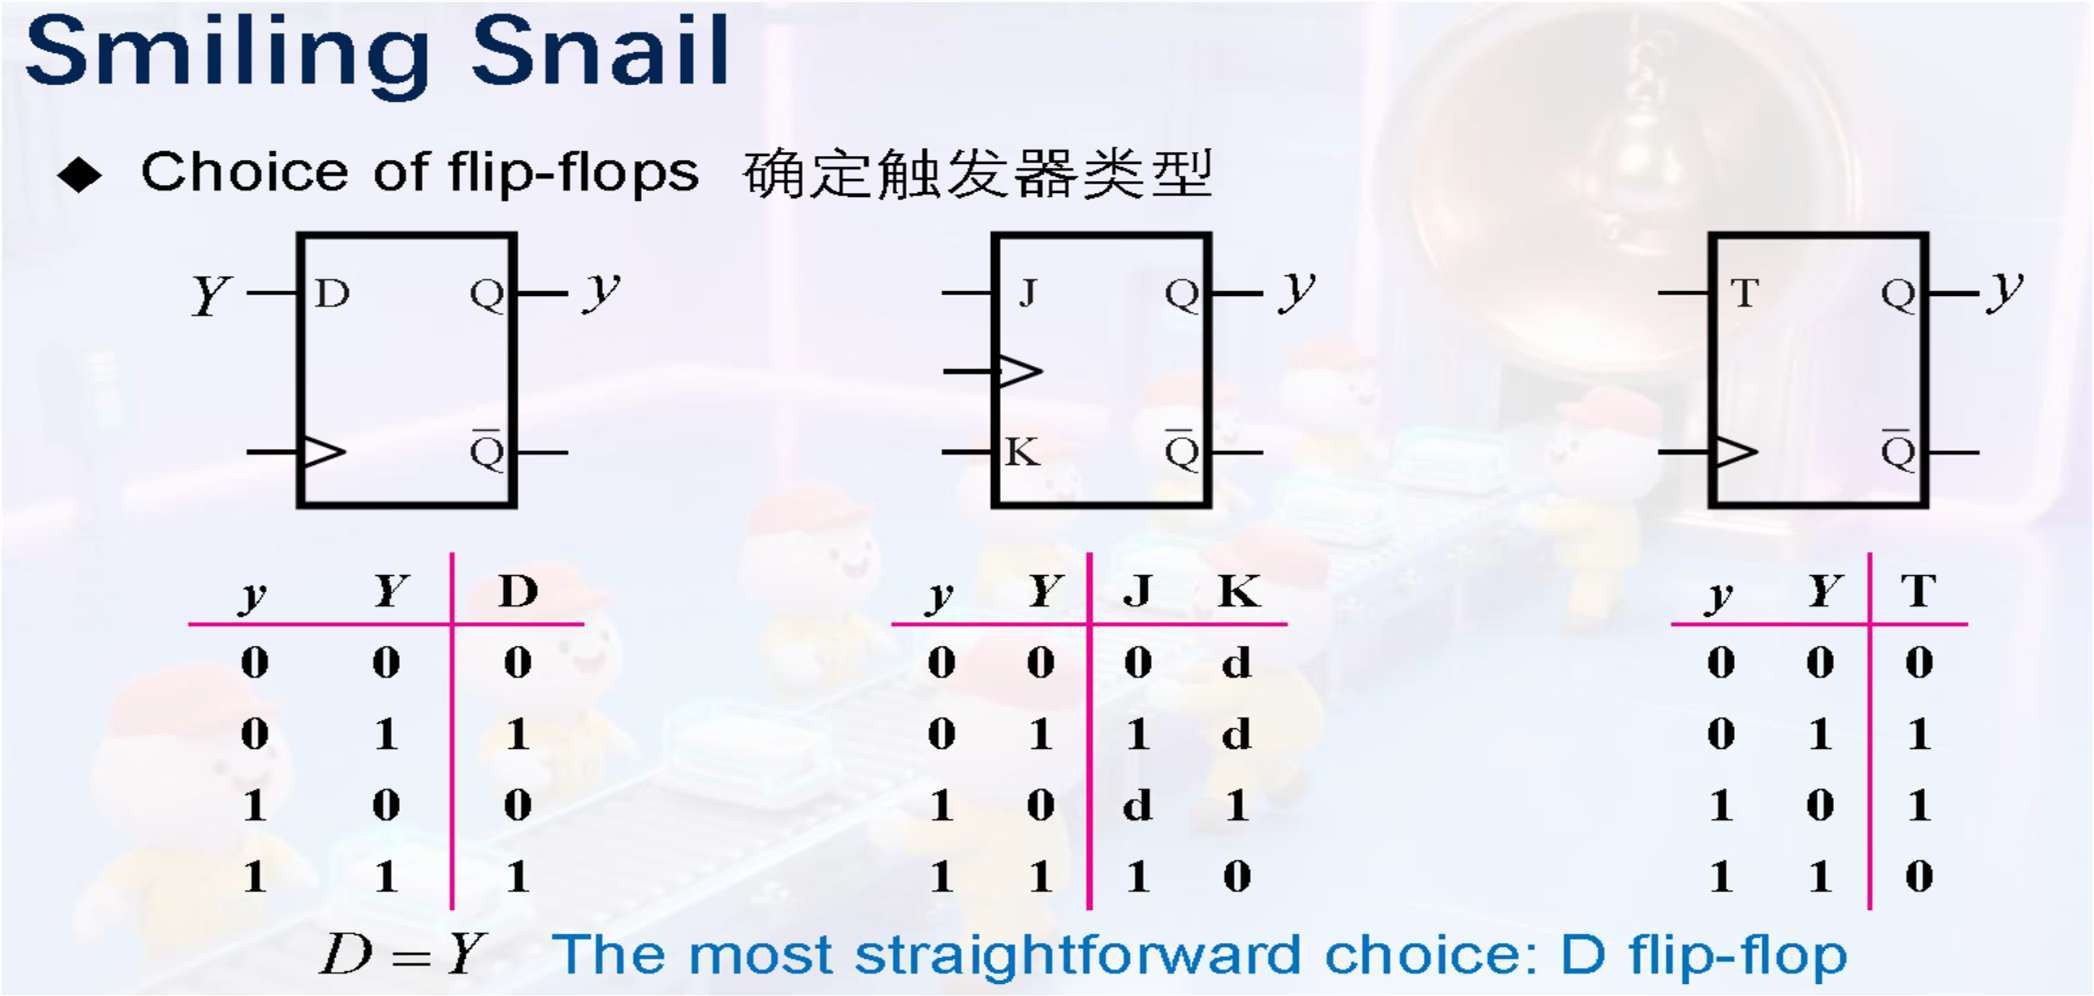 Smiling Snail
◆ Choice of flip-flops 确定触发器类型
Y D Q y J Q y T Q y
K Q̅
Q̅ Q̅
y Y D y Y J K y Y T
0 0 0 0 0 0 d 0 0 0
0 1 1 0 1 1 d 0 1 1
1 0 0 1 0 d 1 1 0 1
1 1 1 1 1 1 0 1 1 0
D = Y The most straightforward choice: D flip-flop